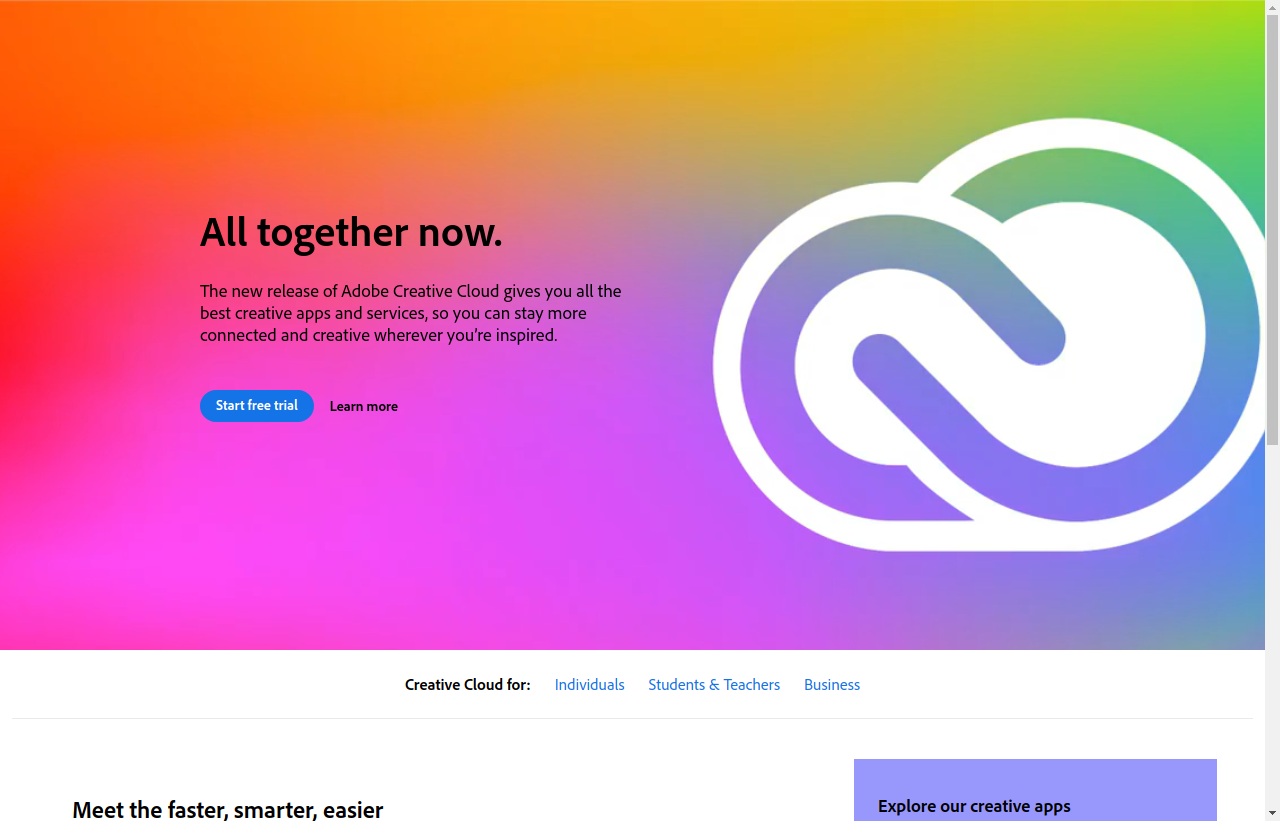 All together now.
The new release of Adobe Creative Cloud gives you all the
best creative apps and services, so you can stay more
connected and creative wherever you’re inspired.
Start free trial Learn more
Creative Cloud for: Individuals Students & Teachers Business
Meet the faster, smarter, easier
Explore our creative apps